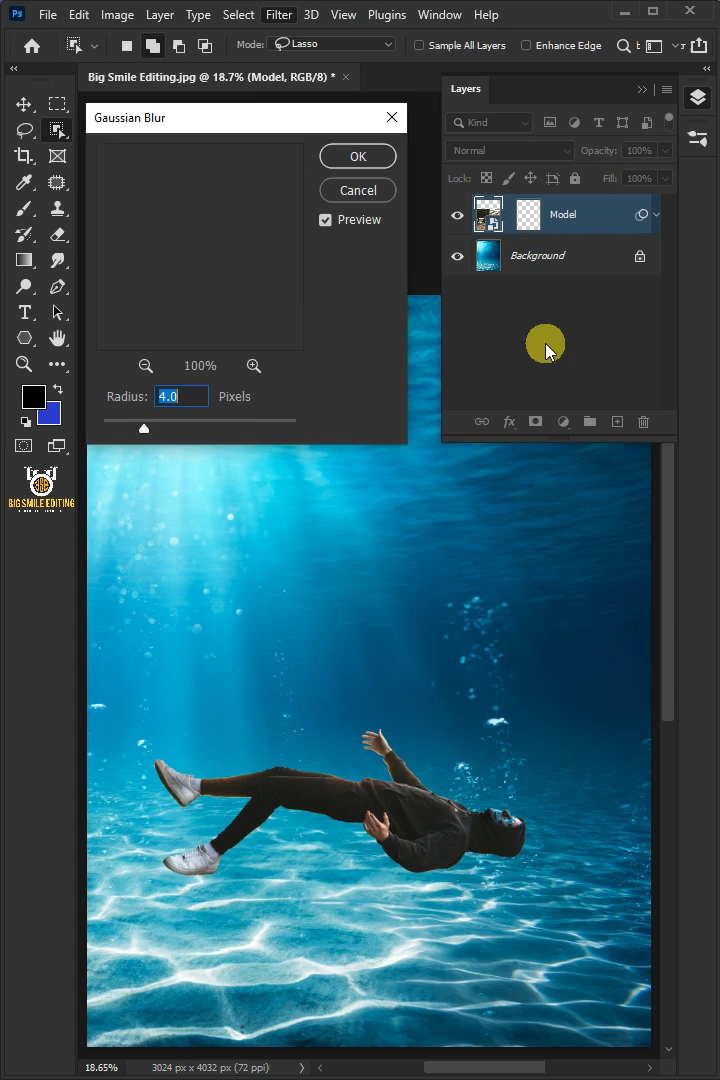 Ps File Edit Image Layer Type Select Filter 3D View Plugins Window Help
Mode: Lasso Sample All Layers Enhance Edge
Big Smile Editing.jpg @ 18.7% (Model, RGB/8) * ×
Gaussian Blur
OK
Cancel
Preview
100%
Radius: 4.0 Pixels
Layers
Kind
Normal Opacity: 100%
Lock: Fill: 100%
Model
Background
fx
BIG SMILE EDITING
18.65% 3024 px x 4032 px (72 ppi)